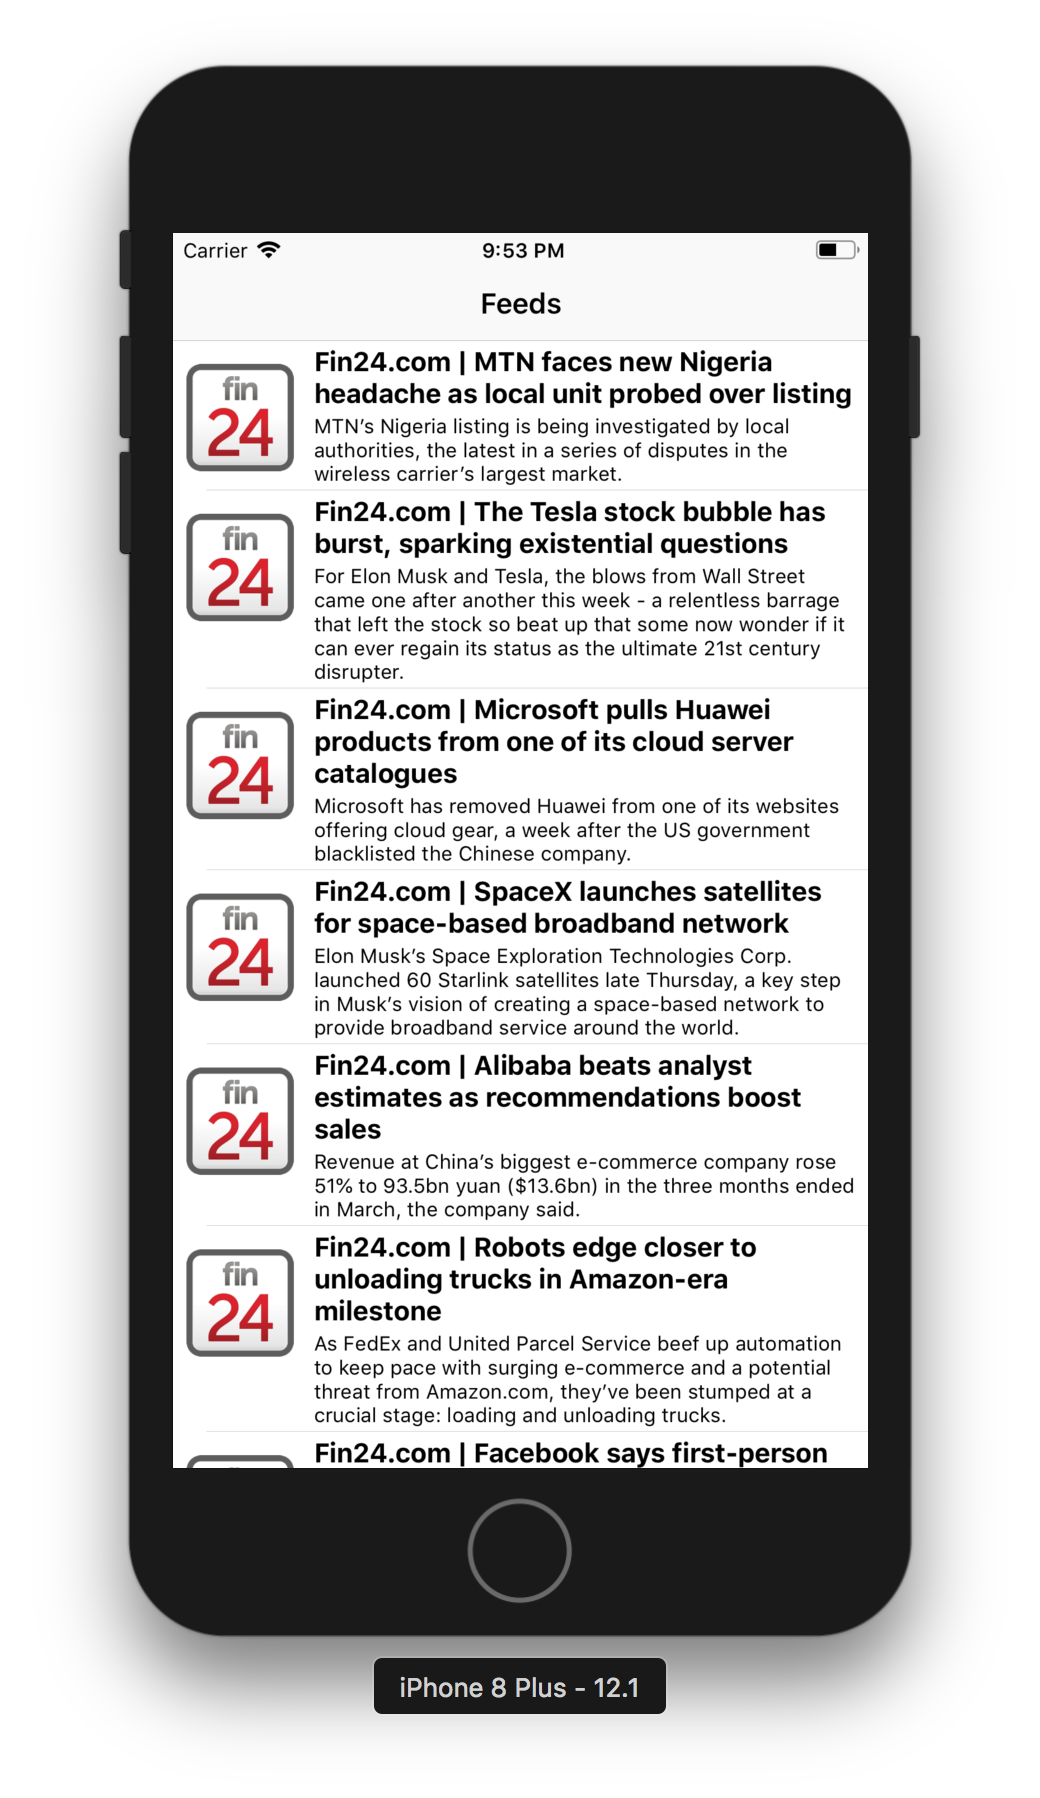 Carrier 9:53 PM
Feeds
fin
24
Fin24.com | MTN faces new Nigeria
headache as local unit probed over listing
MTN’s Nigeria listing is being investigated by local
authorities, the latest in a series of disputes in the
wireless carrier’s largest market.
fin
24
Fin24.com | The Tesla stock bubble has
burst, sparking existential questions
For Elon Musk and Tesla, the blows from Wall Street
came one after another this week - a relentless barrage
that left the stock so beat up that some now wonder if it
can ever regain its status as the ultimate 21st century
disrupter.
fin
24
Fin24.com | Microsoft pulls Huawei
products from one of its cloud server
catalogues
Microsoft has removed Huawei from one of its websites
offering cloud gear, a week after the US government
blacklisted the Chinese company.
fin
24
Fin24.com | SpaceX launches satellites
for space-based broadband network
Elon Musk’s Space Exploration Technologies Corp.
launched 60 Starlink satellites late Thursday, a key step
in Musk’s vision of creating a space-based network to
provide broadband service around the world.
fin
24
Fin24.com | Alibaba beats analyst
estimates as recommendations boost
sales
Revenue at China’s biggest e-commerce company rose
51% to 93.5bn yuan ($13.6bn) in the three months ended
in March, the company said.
fin
24
Fin24.com | Robots edge closer to
unloading trucks in Amazon-era
milestone
As FedEx and United Parcel Service beef up automation
to keep pace with surging e-commerce and a potential
threat from Amazon.com, they’ve been stumped at a
crucial stage: loading and unloading trucks.
Fin24.com | Facebook says first-person
iPhone 8 Plus - 12.1